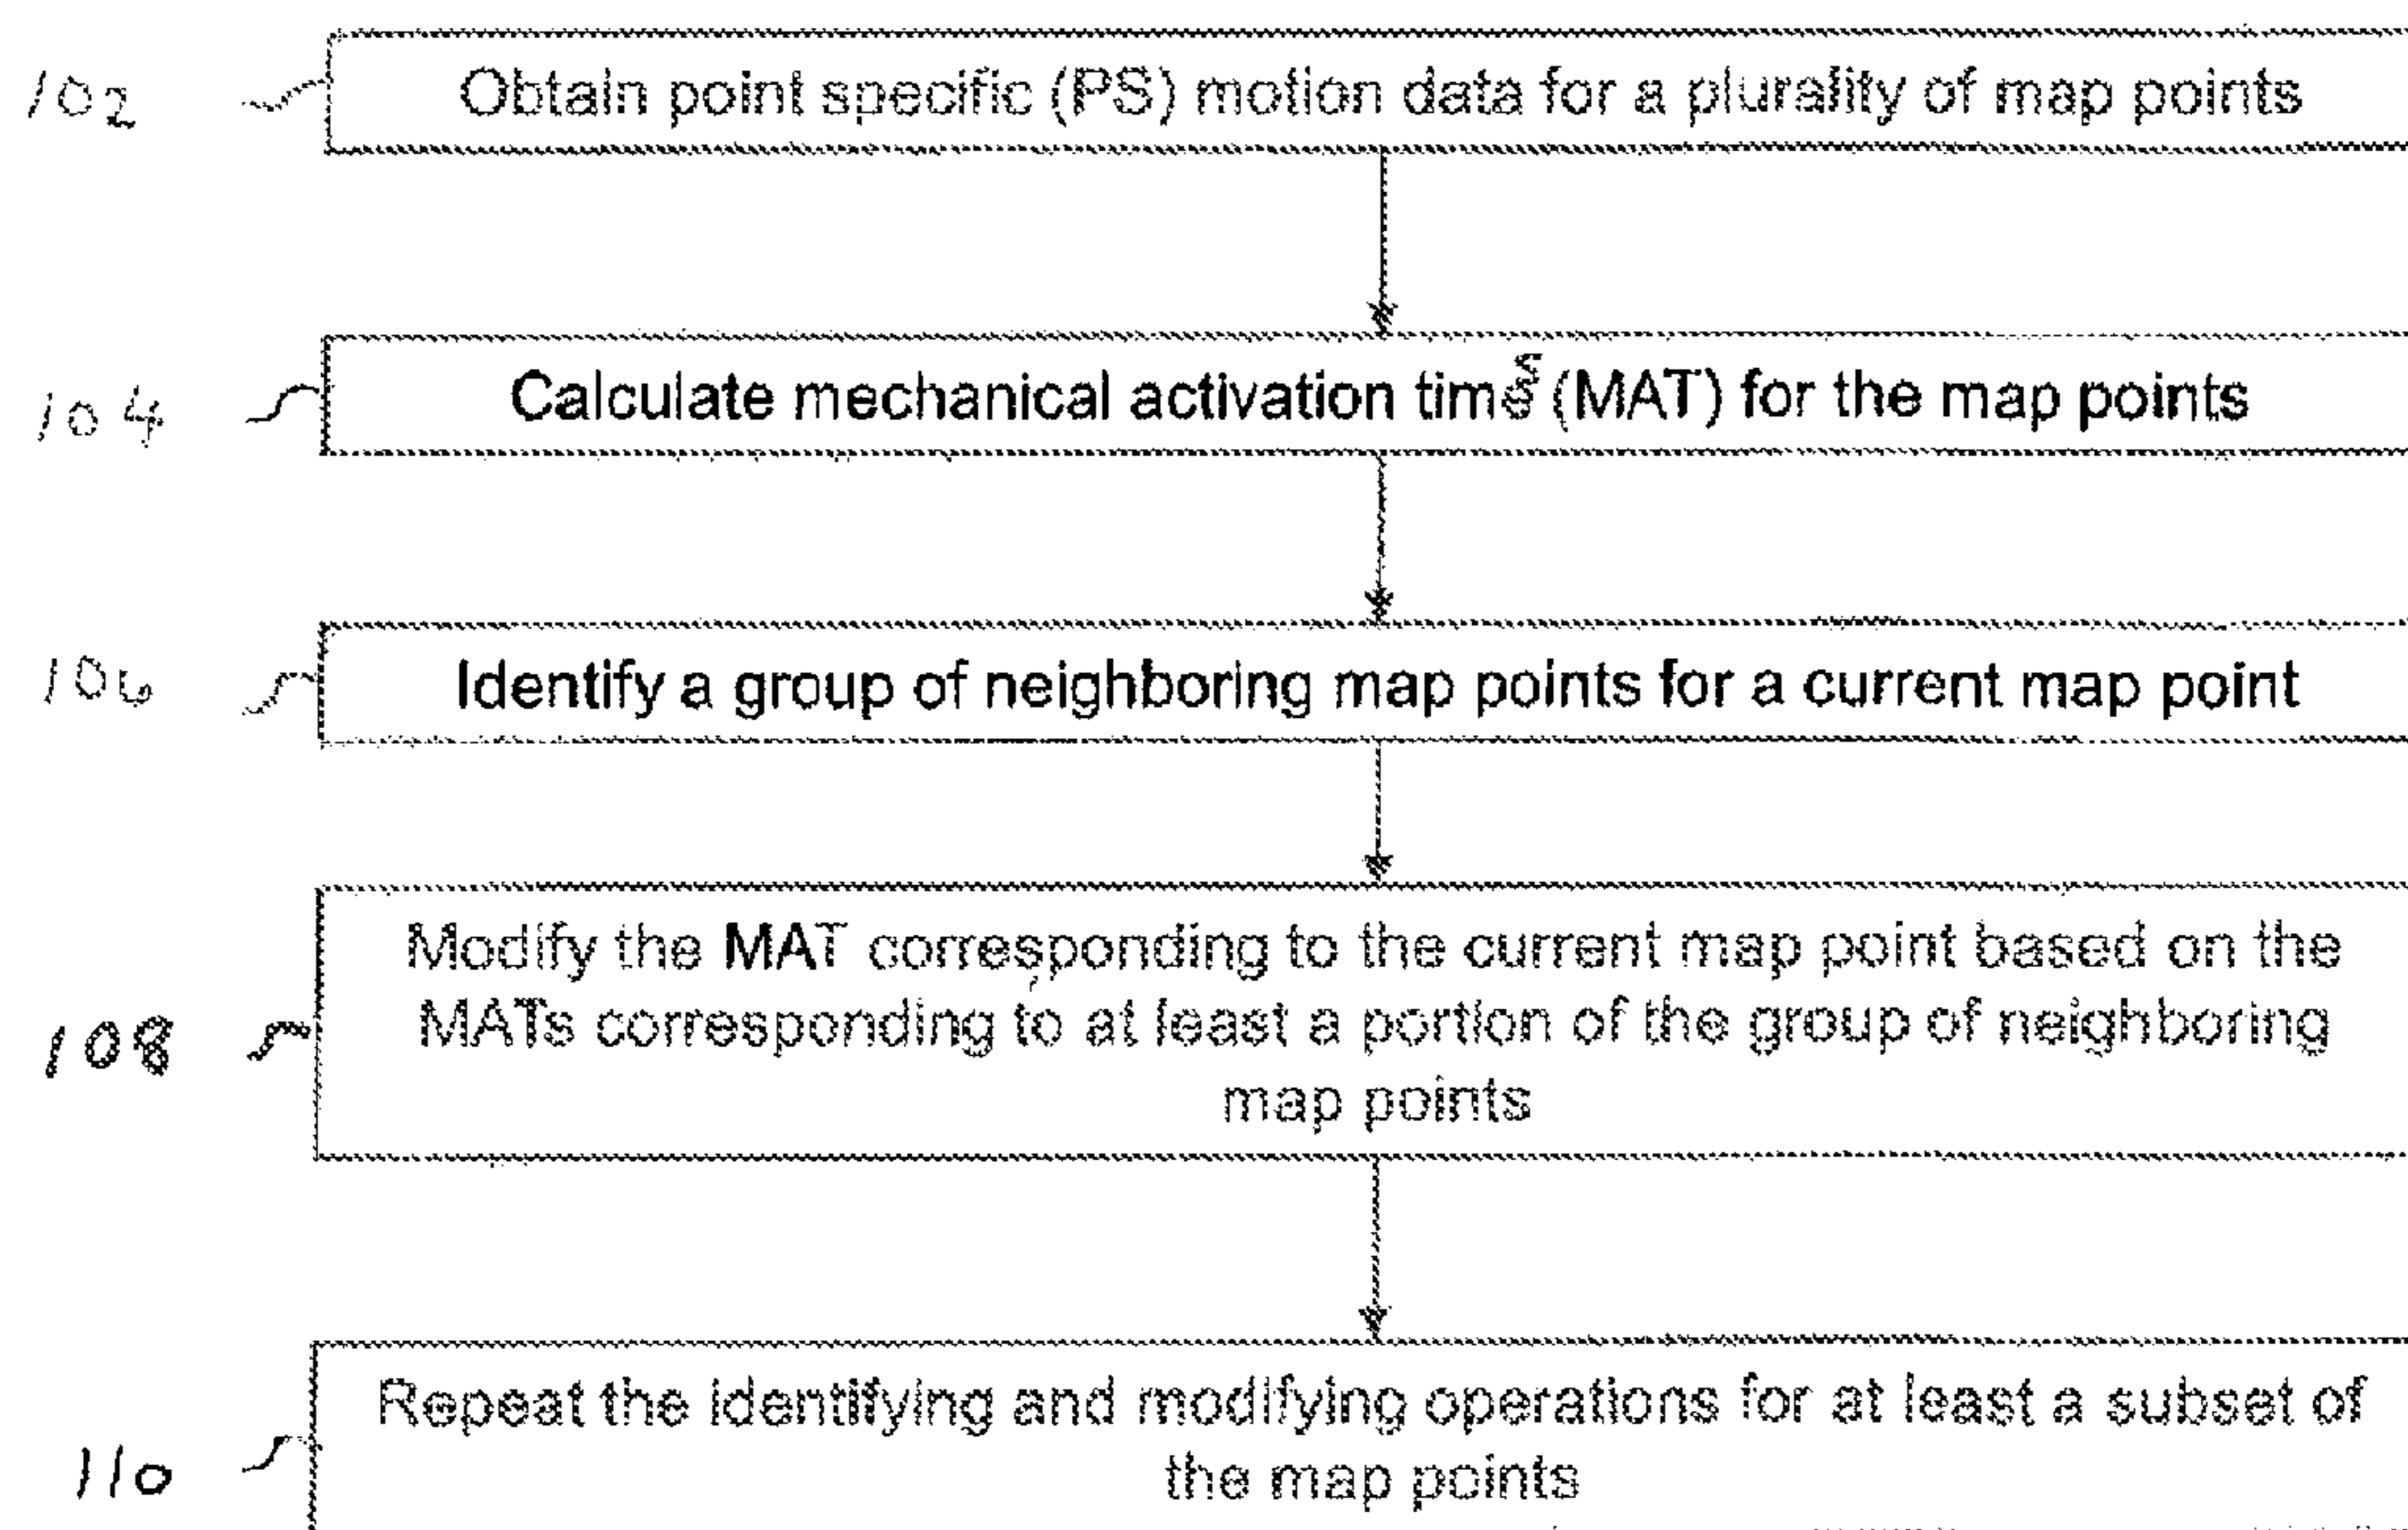 102 Obtain point specific (PS) motion data for a plurality of map points
104 Calculate mechanical activation times (MAT) for the map points
106 Identify a group of neighboring map points for a current map point
Modify the MAT corresponding to the current map point based on the
108 MATs corresponding to at least a portion of the group of neighboring
map points
Repeat the identifying and modifying operations for at least a subset of
110 the map points